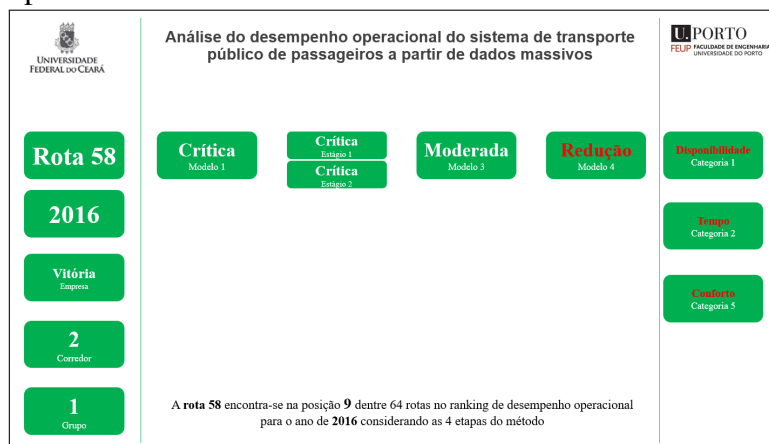 UNIVERSIDADE
FEDERAL DO CEARÁ
Análise do desempenho operacional do sistema de transporte
público de passageiros a partir de dados massivos
U.PORTO
FEUP FACULDADE DE ENGENHARIA
UNIVERSIDADE DO PORTO
Rota 58
2016
Vitória
Empresa
2
Corredor
1
Grupo
Crítica
Modelo 1
Crítica
Estágio 1
Crítica
Estágio 2
Moderada
Modelo 3
Redução
Modelo 4
Disponibilidade
Categoria 1
Tempo
Categoria 2
Conforto
Categoria 5
A rota 58 encontra-se na posição 9 dentre 64 rotas no ranking de desempenho operacional
para o ano de 2016 considerando as 4 etapas do método